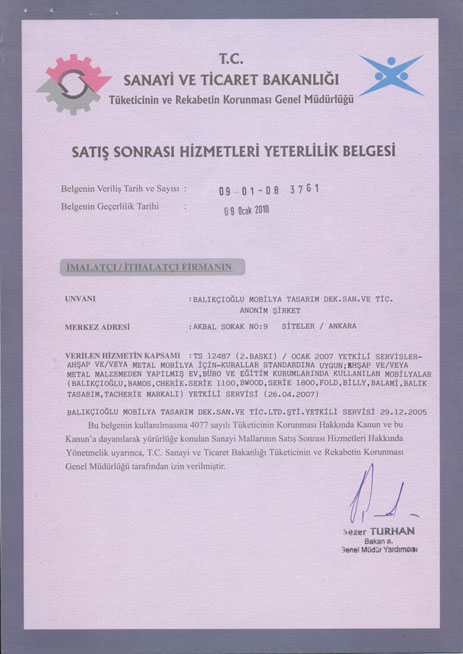 T.C.
SANAYİ VE TİCARET BAKANLIĞI
Tüketicinin ve Rekabetin Korunması Genel Müdürlüğü
SATIŞ SONRASI HİZMETLERİ YETERLİLİK BELGESİ
Belgenin Veriliş Tarih ve Sayısı : 09-01-08 3761
Belgenin Geçerlilik Tarihi : 09 Ocak 2010
İMALATÇI / İTHALATÇI FİRMANIN
UNVANI :BALIKÇIOĞLU MOBİLYA TASARIM DEK.SAN.VE TİC.
ANONİM ŞİRKET
MERKEZ ADRESİ :AKBAL SOKAK NO:9 SİTELER / ANKARA
VERİLEN HİZMETİN KAPSAMI :TS 12487 (2.BASKI) / OCAK 2007 YETKİLİ SERVİSLER-
AHŞAP VE/VEYA METAL MOBİLYA İÇİN-KURALLAR STANDARDINA UYGUN;AHŞAP VE/VEYA
METAL MALZEMEDEN YAPILMIŞ EV,BÜRO VE EĞİTİM KURUMLARINDA KULLANILAN MOBİLYALAR
(BALIKÇIOĞLU,BAMOS,CHERİE.SERİE 1100,BWOOD,SERİE 1800,FOLD,BİLLY,BALAMİ,BALIK
TASARIM,TACHERİE MARKALI) YETKİLİ SERVİSİ (26.04.2007)
BALIKÇIOĞLU MOBİLYA TASARIM DEK.SAN.VE TİC.LTD.ŞTİ.YETKİLİ SERVİSİ 29.12.2005
Bu belgenin kullanılmasına 4077 sayılı Tüketicinin Korunması Hakkında Kanun ve bu
Kanun'a dayanılarak yürürlüğe konulan Sanayi Mallarının Satış Sonrası Hizmetleri Hakkında
Yönetmelik uyarınca, T.C. Sanayi ve Ticaret Bakanlığı Tüketicinin ve Rekabetin Korunması
Genel Müdürlüğü tarafından izin verilmiştir.
Sezer TURHAN
Bakan a.
Genel Müdür Yardımcısı